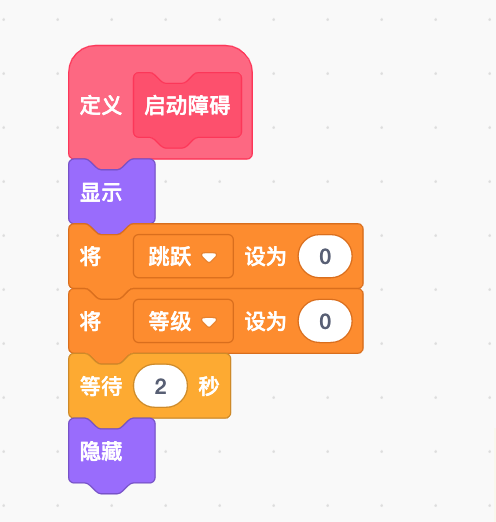 定义 启动障碍
显示
将 跳跃 设为 0
将 等级 设为 0
等待 2 秒
隐藏